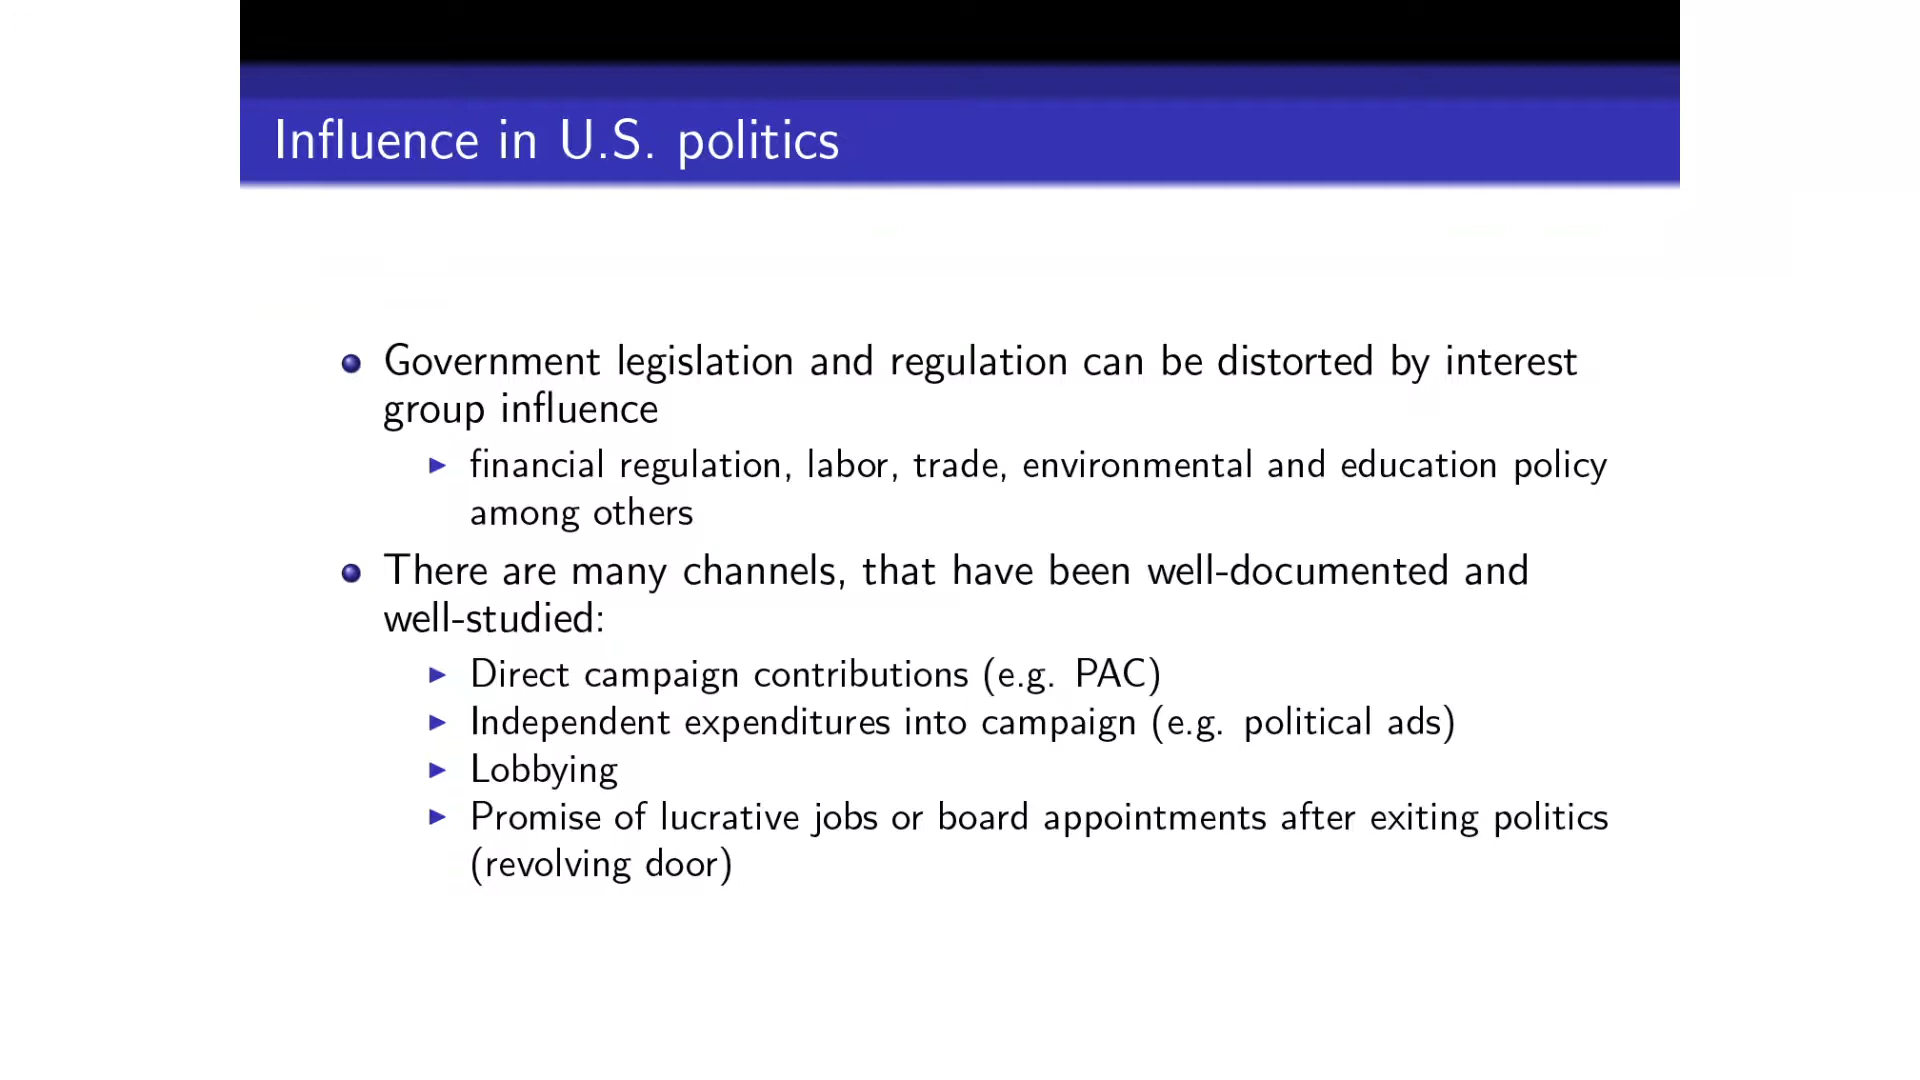 Influence in U.S. politics
Government legislation and regulation can be distorted by interest
group influence
financial regulation, labor, trade, environmental and education policy
among others
There are many channels, that have been well-documented and
well-studied:
Direct campaign contributions (e.g. PAC)
Independent expenditures into campaign (e.g. political ads)
Lobbying
Promise of lucrative jobs or board appointments after exiting politics
(revolving door)